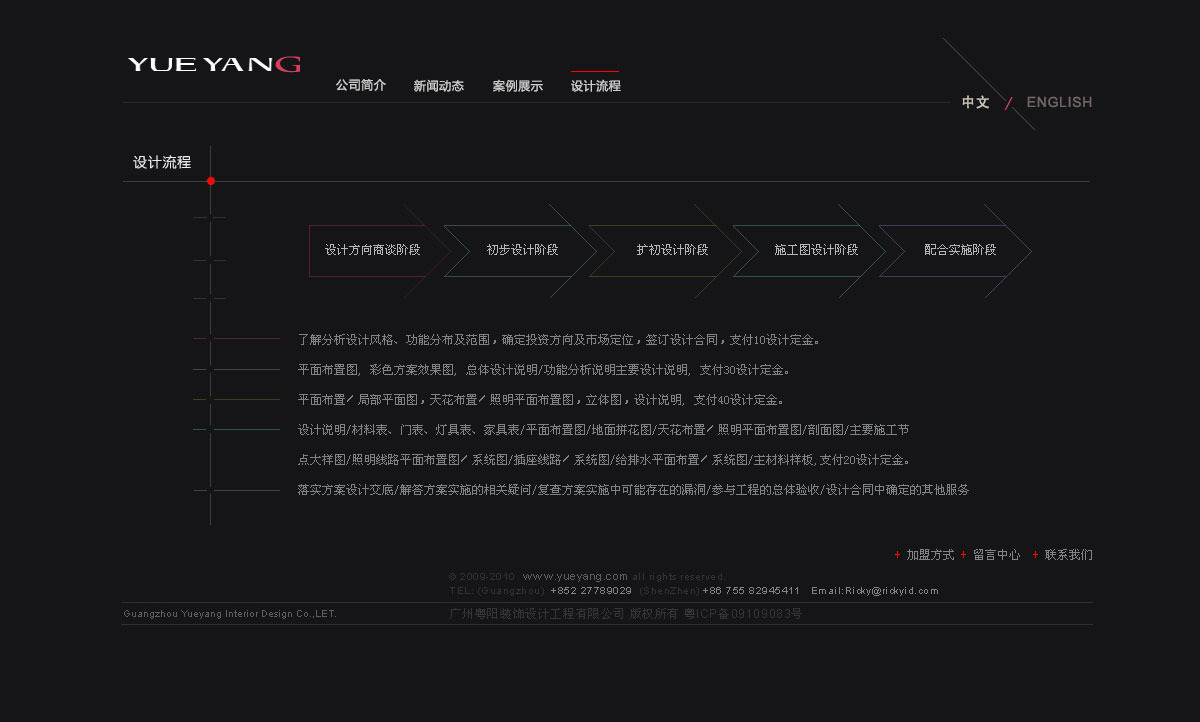 YUEYANG
公司简介 新闻动态 案例展示 设计流程
中文 / ENGLISH
设计流程
设计方向商谈阶段 初步设计阶段 扩初设计阶段 施工图设计阶段 配合实施阶段
了解分析设计风格、功能分布及范围，确定投资方向及市场定位，签订设计合同，支付10设计定金。
平面布置图, 彩色方案效果图, 总体设计说明/功能分析说明主要设计说明, 支付30设计定金。
平面布置／局部平面图，天花布置／照明平面布置图，立体图，设计说明, 支付40设计定金。
设计说明/材料表、门表、灯具表、家具表/平面布置图/地面拼花图/天花布置／照明平面布置图/剖面图/主要施工节
点大样图/照明线路平面布置图／系统图/插座线路／系统图/给排水平面布置／系统图/主材料样板,支付20设计定金。
落实方案设计交底/解答方案实施的相关疑问/复查方案实施中可能存在的漏洞/参与工程的总体验收/设计合同中确定的其他服务
+ 加盟方式 + 留言中心 + 联系我们
© 2009-2010 www.yueyang.com all rights reserved.
TEL: (Guangzhou) +852 27789029 (ShenZhen) +86 755 82945411 Email:Ricky@rickyid.com
Guangzhou Yueyang Interior Design Co.,LET. 广州粤阳装饰设计工程有限公司 版权所有 粤ICP备09109083号